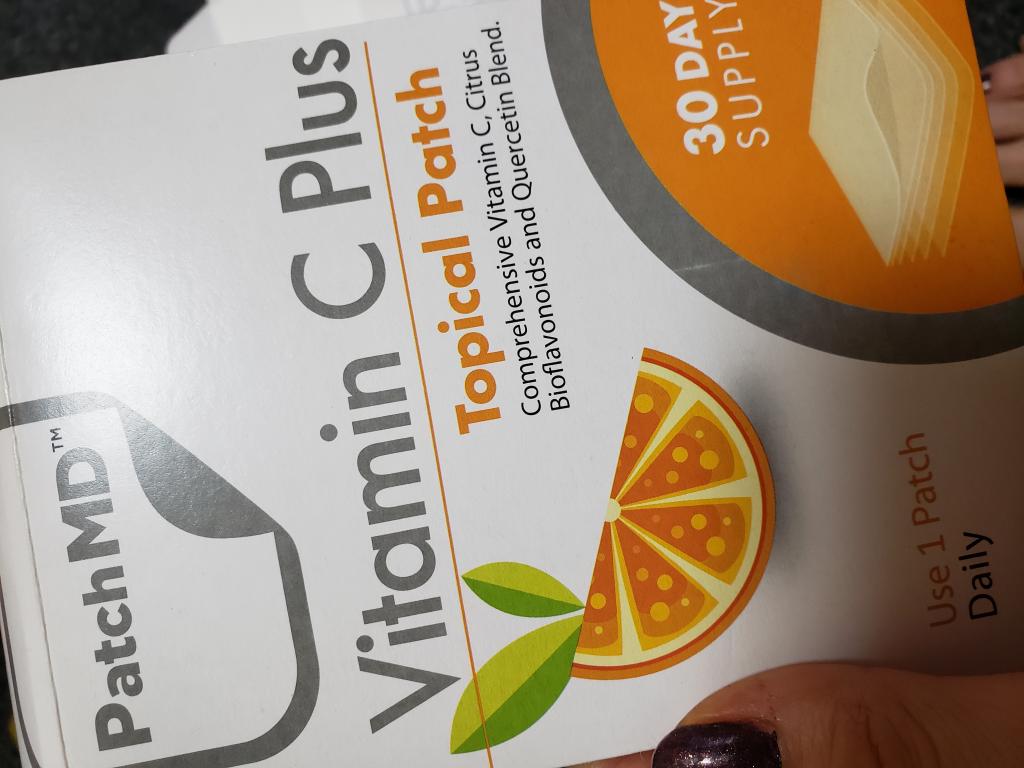 PatchMD™
Vitamin C Plus
Topical Patch
Comprehensive Vitamin C, Citrus
Bioflavonoids and Quercetin Blend.
30 DAY
SUPPLY
Use 1 Patch
Daily